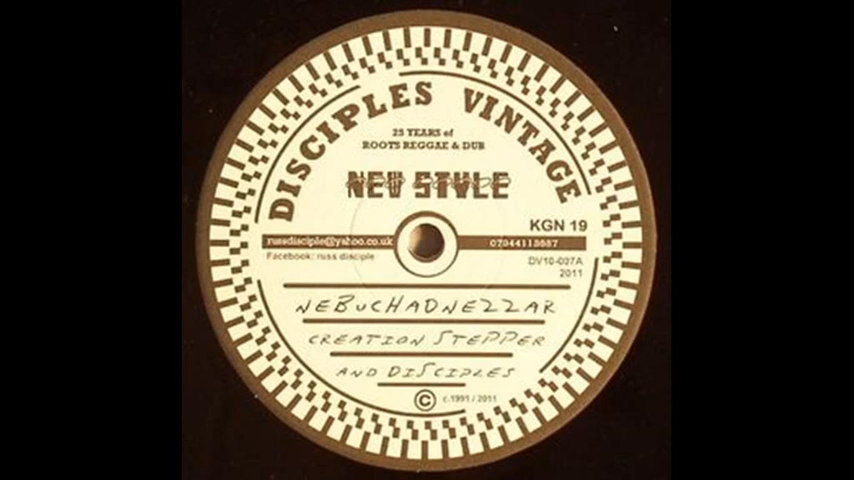 DISCIPLES VINTAGE
25 YEARS of
ROOTS REGGAE & DUB
NEW STYLE
KGN 19
russdisciple@yahoo.co.uk
Facebook: russ disciple
DV10-007A
2011
NEBUCHADNEZZAR
CREATION STEPPER
AND DISCIPLES
© c.1991 / 2011